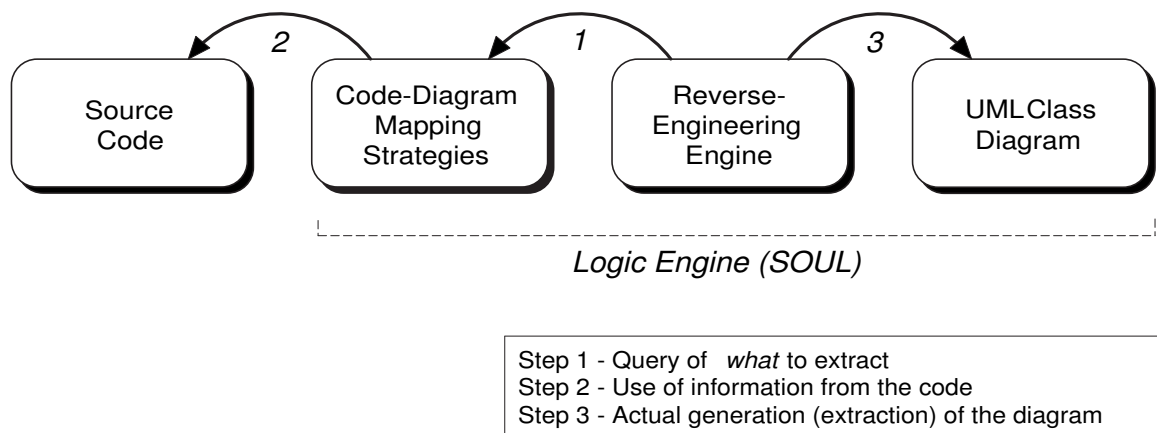 2
1
3
Source
Code
Code-Diagram
Mapping
Strategies
Reverse-
Engineering
Engine
UML Class
Diagram
Logic Engine (SOUL)
Step 1 - Query of what to extract
Step 2 - Use of information from the code
Step 3 - Actual generation (extraction) of the diagram